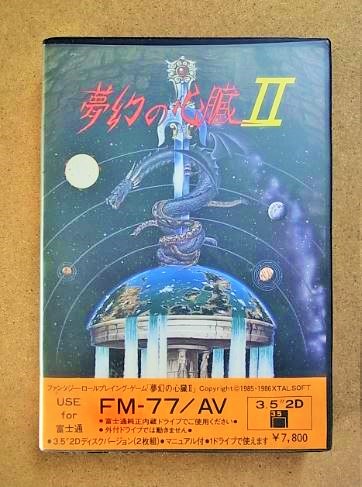 夢幻の心臓II
ファンタジーロールプレイング・ゲーム「夢幻の心臓II」 Copyright©1985・1986 XTALSOFT
USE
for
富士通
FM-77/AV
3.5"2D
3.5
●富士通純正内蔵ドライブでご使用ください●
●外付ドライブでは動きません●
●3.5"2Dディスクバージョン(2枚組)●マニュアル付●1ドライブで使えます ¥7,800